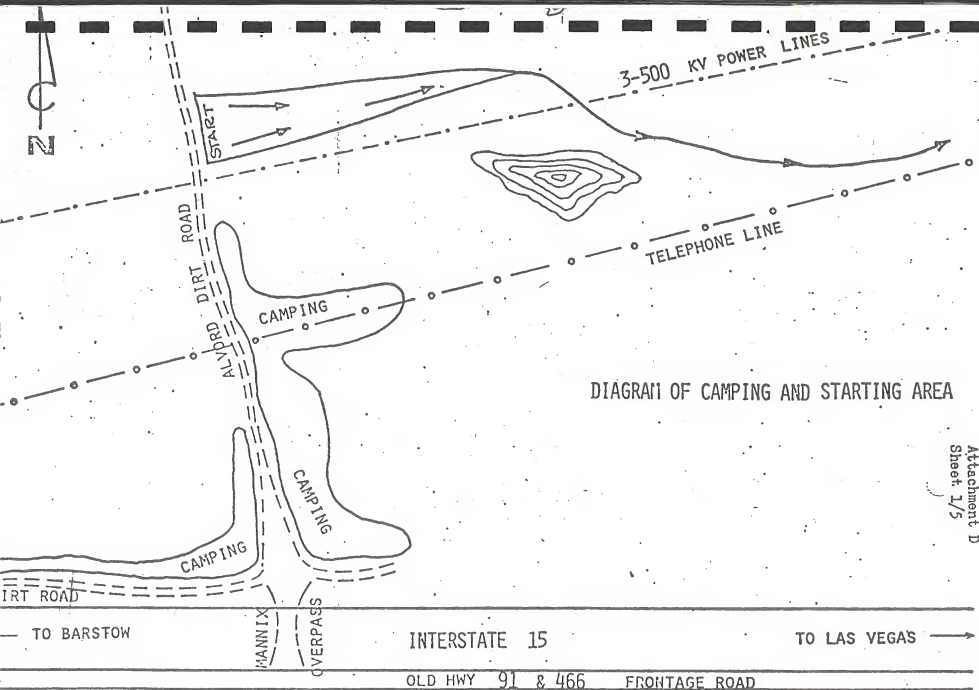 N
3-500 KV POWER LINES
START
ALVORD DIRT ROAD
TELEPHONE LINE
CAMPING
DIAGRAM OF CAMPING AND STARTING AREA
Attachment D
Sheet 1/5
CAMPING
CAMPING
IRT ROAD
MANNIX OVERPASS
TO BARSTOW
INTERSTATE 15
TO LAS VEGAS
OLD HWY 91 & 466 FRONTAGE ROAD